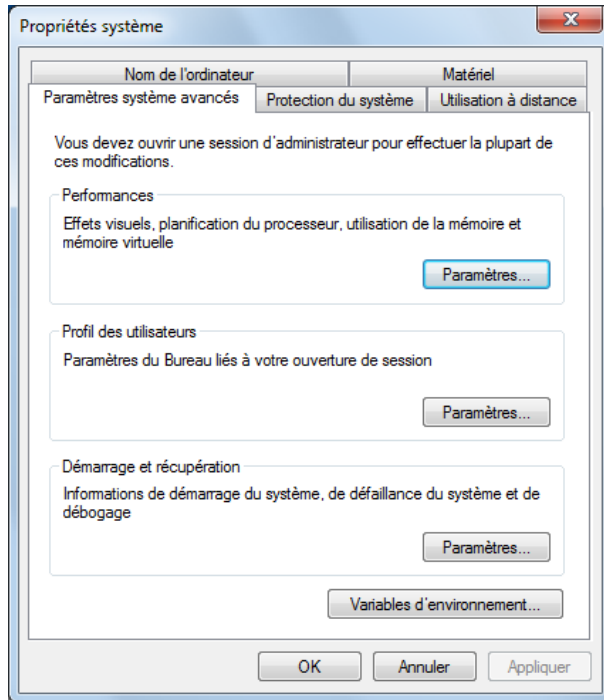 Propriétés système
Nom de l'ordinateur
Matériel
Paramètres système avancés
Protection du système
Utilisation à distance
Vous devez ouvrir une session d'administrateur pour effectuer la plupart de
ces modifications.
Performances
Effets visuels, planification du processeur, utilisation de la mémoire et
mémoire virtuelle
Paramètres...
Profil des utilisateurs
Paramètres du Bureau liés à votre ouverture de session
Paramètres...
Démarrage et récupération
Informations de démarrage du système, de défaillance du système et de
débogage
Paramètres...
Variables d'environnement...
OK
Annuler
Appliquer